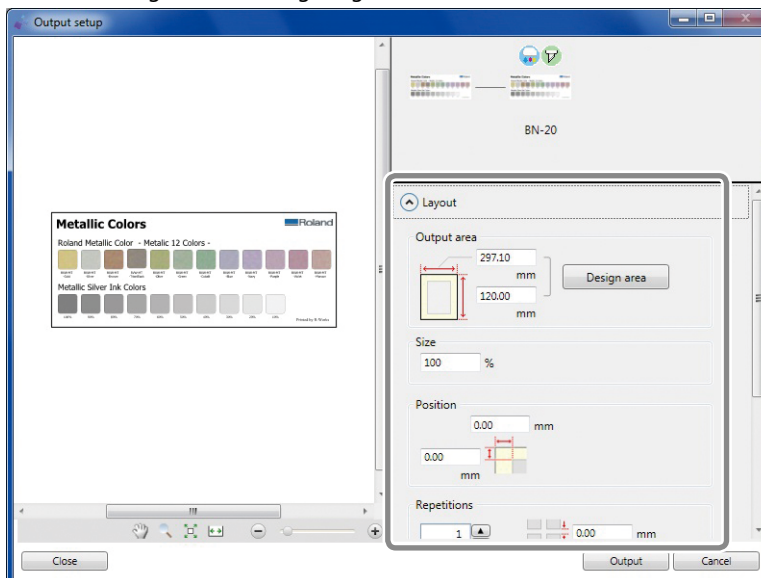 Output setup
BN-20
Metallic Colors
Roland
Roland Metallic Color - Metalic 12 Colors -
Metallic Silver Ink Colors
Layout
Output area
297.10
mm
Design area
120.00
mm
Size
100 %
Position
0.00 mm
0.00
mm
Repetitions
1 0.00 mm
Close Output Cancel